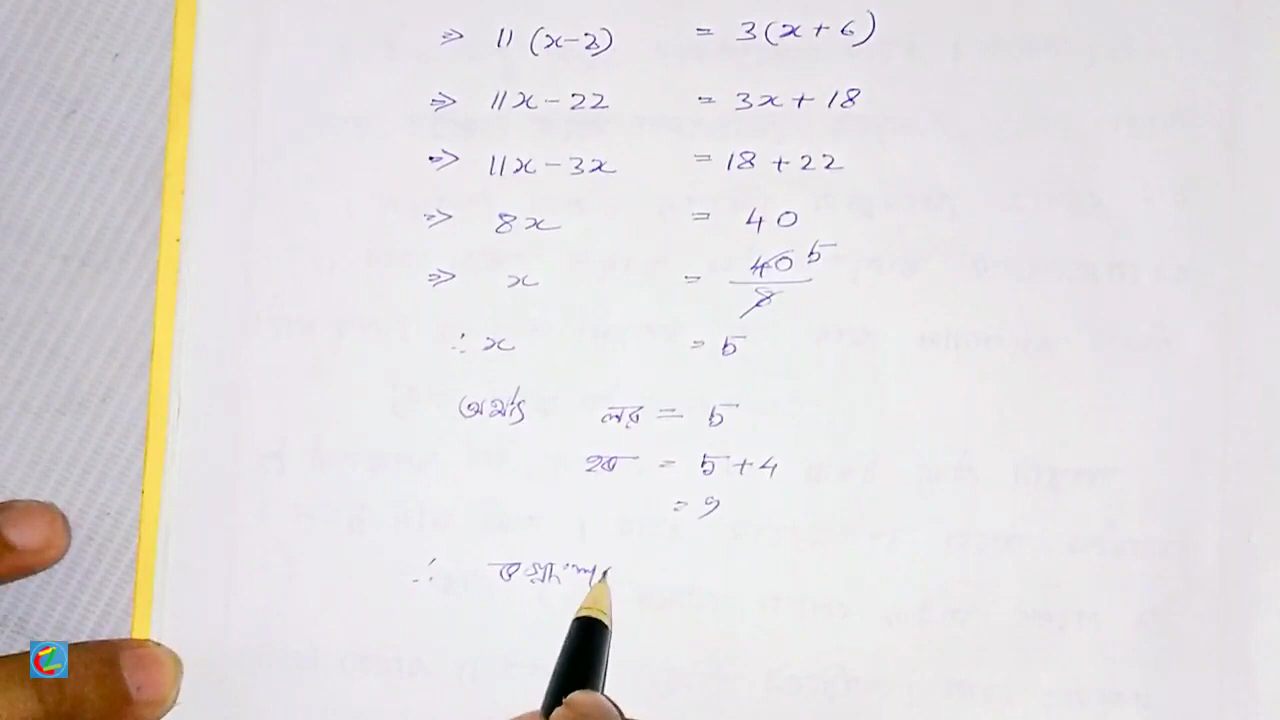 ⇒ 11 (x-2) = 3(x+6)
⇒ 11x - 22 = 3x + 18
⇒ 11x - 3x = 18 + 22
⇒ 8x = 40
⇒ x = 40/8 5
∴ x = 5
অর্থাৎ লব = 5
হর = 5+4
= 9
∴ ভগ্নাংশ